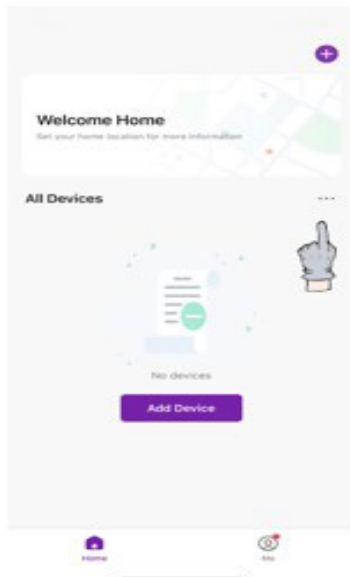 Welcome Home
Set your home location for more information
All Devices
...
No devices
Add Device
Home
Me